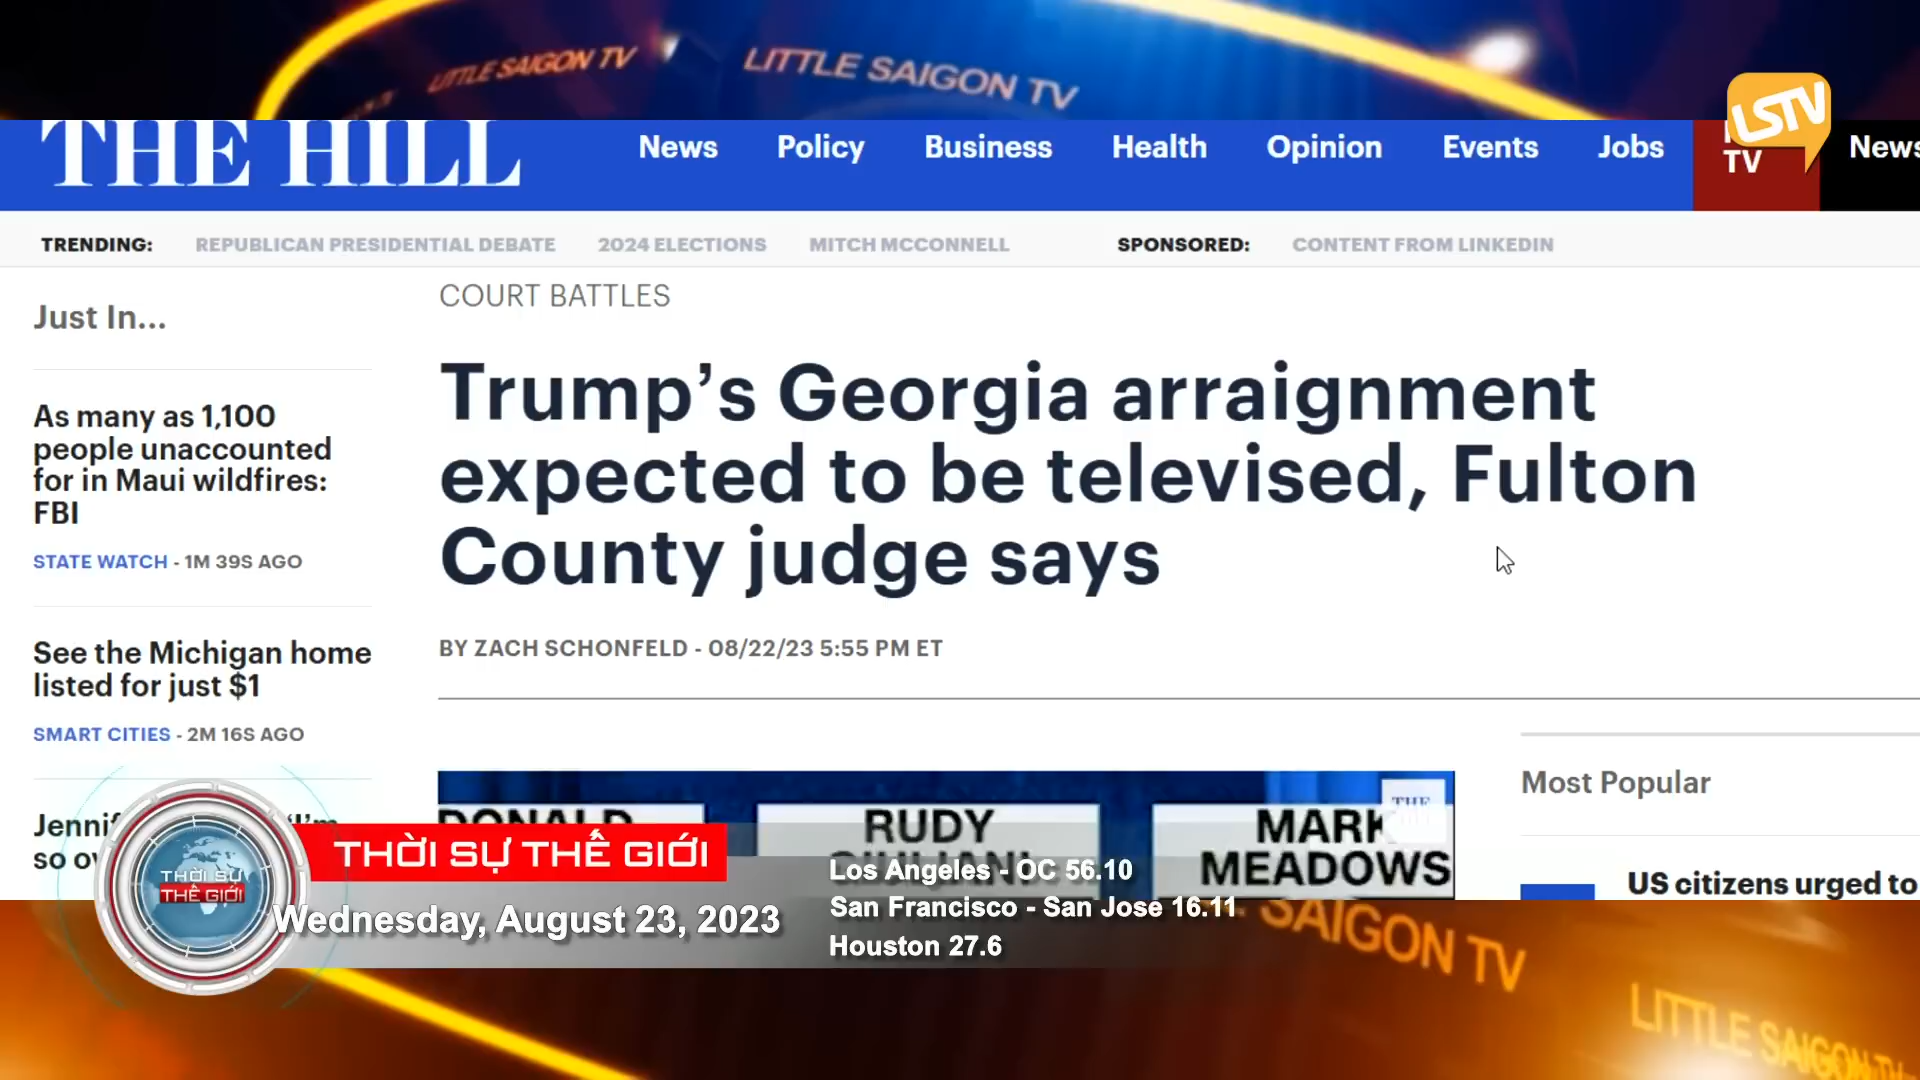 LITTLE SAIGON TV
LITTLE SAIGON TV
LSTV
THE HILL
News
Policy
Business
Health
Opinion
Events
Jobs
TV
News
TRENDING:
REPUBLICAN PRESIDENTIAL DEBATE
2024 ELECTIONS
MITCH MCCONNELL
SPONSORED:
CONTENT FROM LINKEDIN
Just In...
As many as 1,100
people unaccounted
for in Maui wildfires:
FBI
STATE WATCH - 1M 39S AGO
See the Michigan home
listed for just $1
SMART CITIES - 2M 16S AGO
so
COURT BATTLES
Trump’s Georgia arraignment
expected to be televised, Fulton
County judge says
BY ZACH SCHONFELD - 08/22/23 5:55 PM ET
DONALD
RUDY
GIULIANI
MARK
MEADOWS
THE
Most Popular
US citizens urged to
THỜI SỰ
THẾ GIỚI
THỜI SỰ THẾ GIỚI
Wednesday, August 23, 2023
Los Angeles - OC 56.10
San Francisco - San Jose 16.11
Houston 27.6
SAIGON TV
LITTLE SAIGON TV